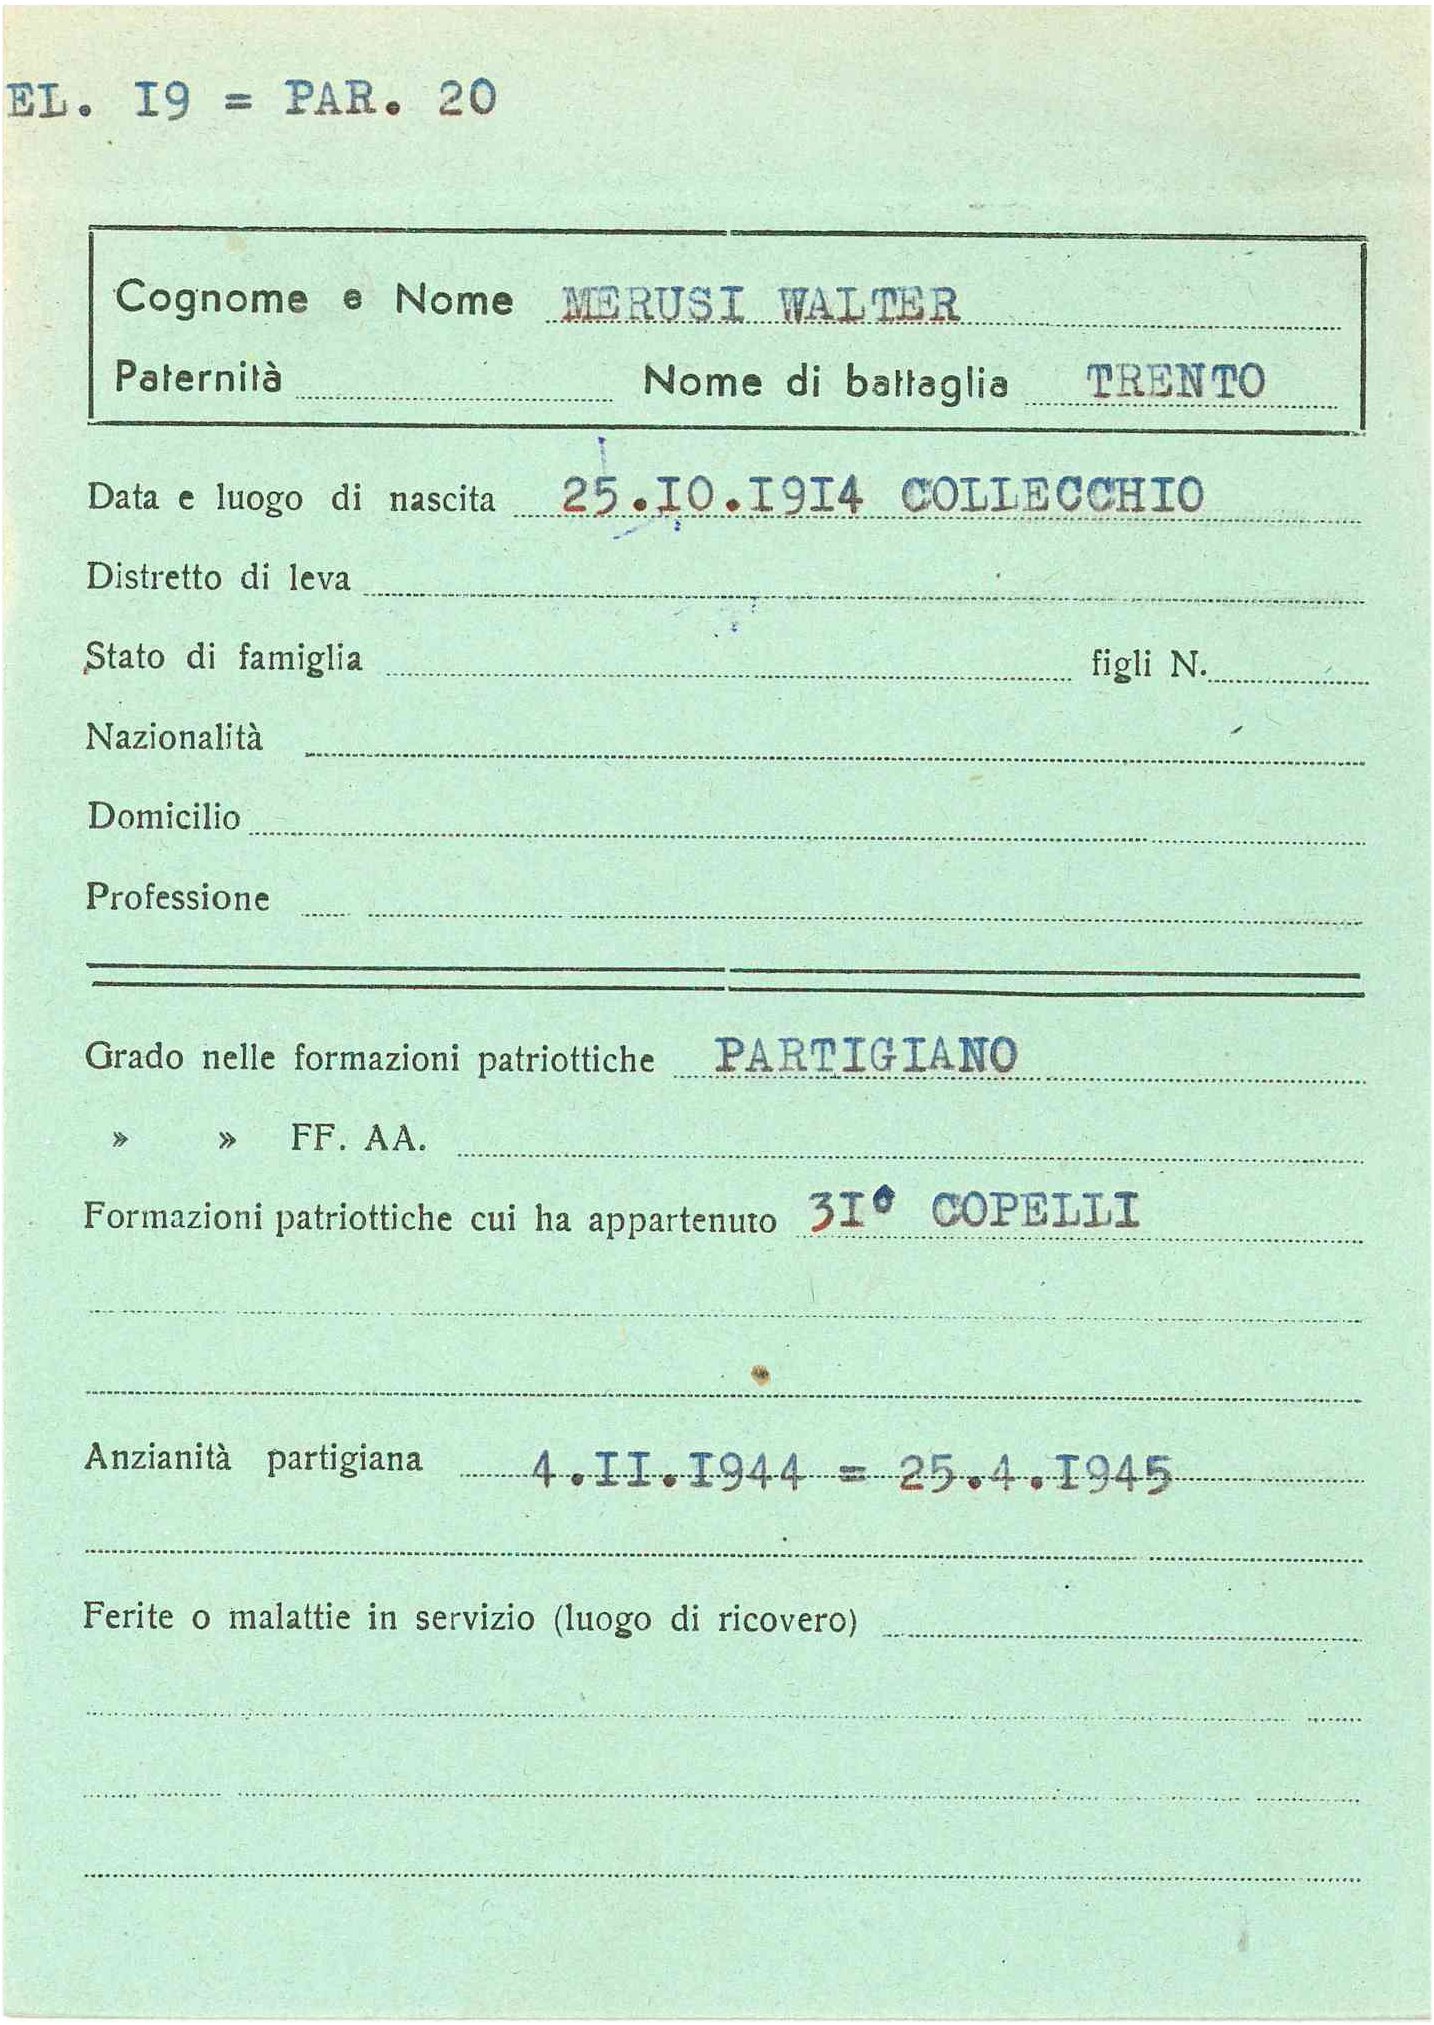 EL. I9 = PAR. 20
Cognome e Nome MERUSI WALTER
Paternità Nome di battaglia TRENTO
Data e luogo di nascita 25.I0.I9I4 COLLECCHIO
Distretto di leva
Stato di famiglia figli N.
Nazionalità
Domicilio
Professione
Grado nelle formazioni patriottiche PARTIGIANO
» » FF. AA.
Formazioni patriottiche cui ha appartenuto 3I° COPELLI
Anzianità partigiana 4.II.I944 = 25.4.I945
Ferite o malattie in servizio (luogo di ricovero)